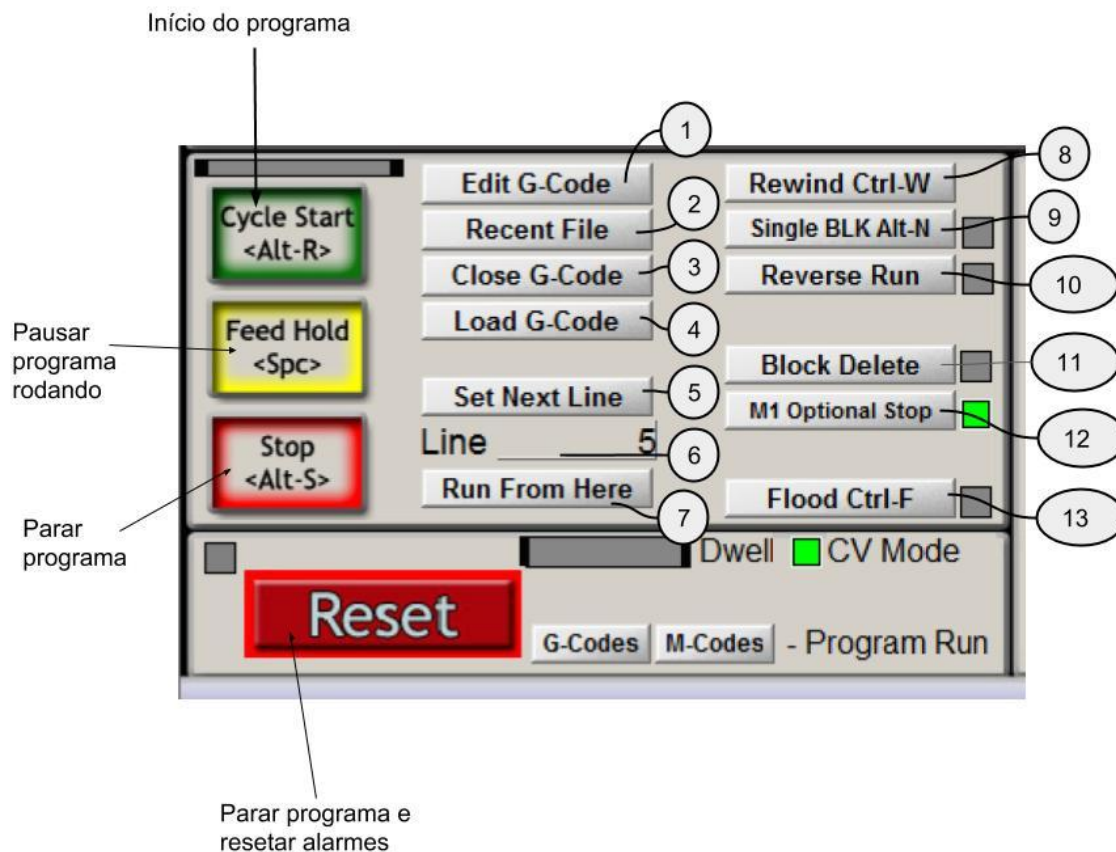 Início do programa
1
Edit G-Code
Rewind Ctrl-W
8
Cycle Start
<Alt-R>
2
Recent File
Single BLK Alt-N
9
3
Close G-Code
Reverse Run
10
Pausar
programa
rodando
Feed Hold
<Spc>
4
Load G-Code
Block Delete
11
5
Set Next Line
M1 Optional Stop
12
Stop
<Alt-S>
Line 5
6
Run From Here
7
Flood Ctrl-F
13
Parar
programa
Dwell
CV Mode
Reset
G-Codes
M-Codes
- Program Run
Parar programa e
resetar alarmes